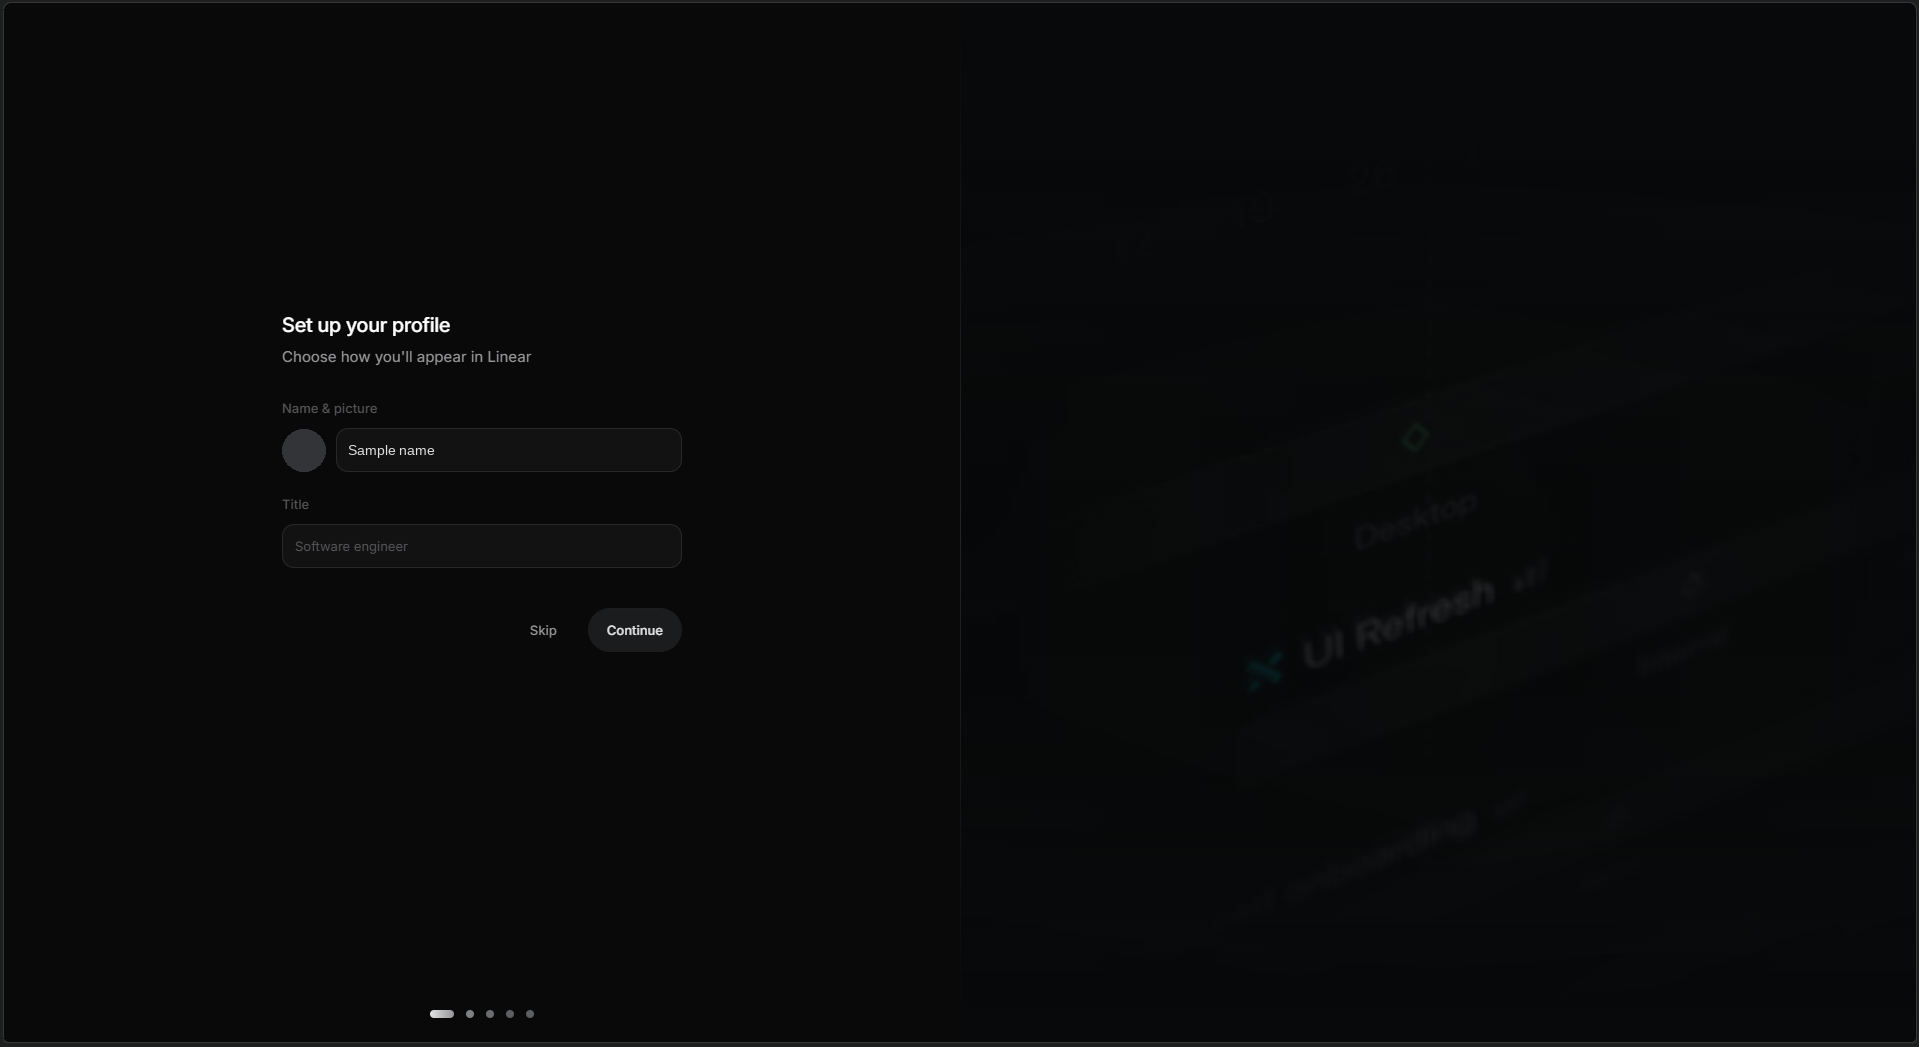 Set up your profile
Choose how you'll appear in Linear
Name & picture
Sample name
Title
Software engineer
Skip
Continue
Desktop
UI Refresh